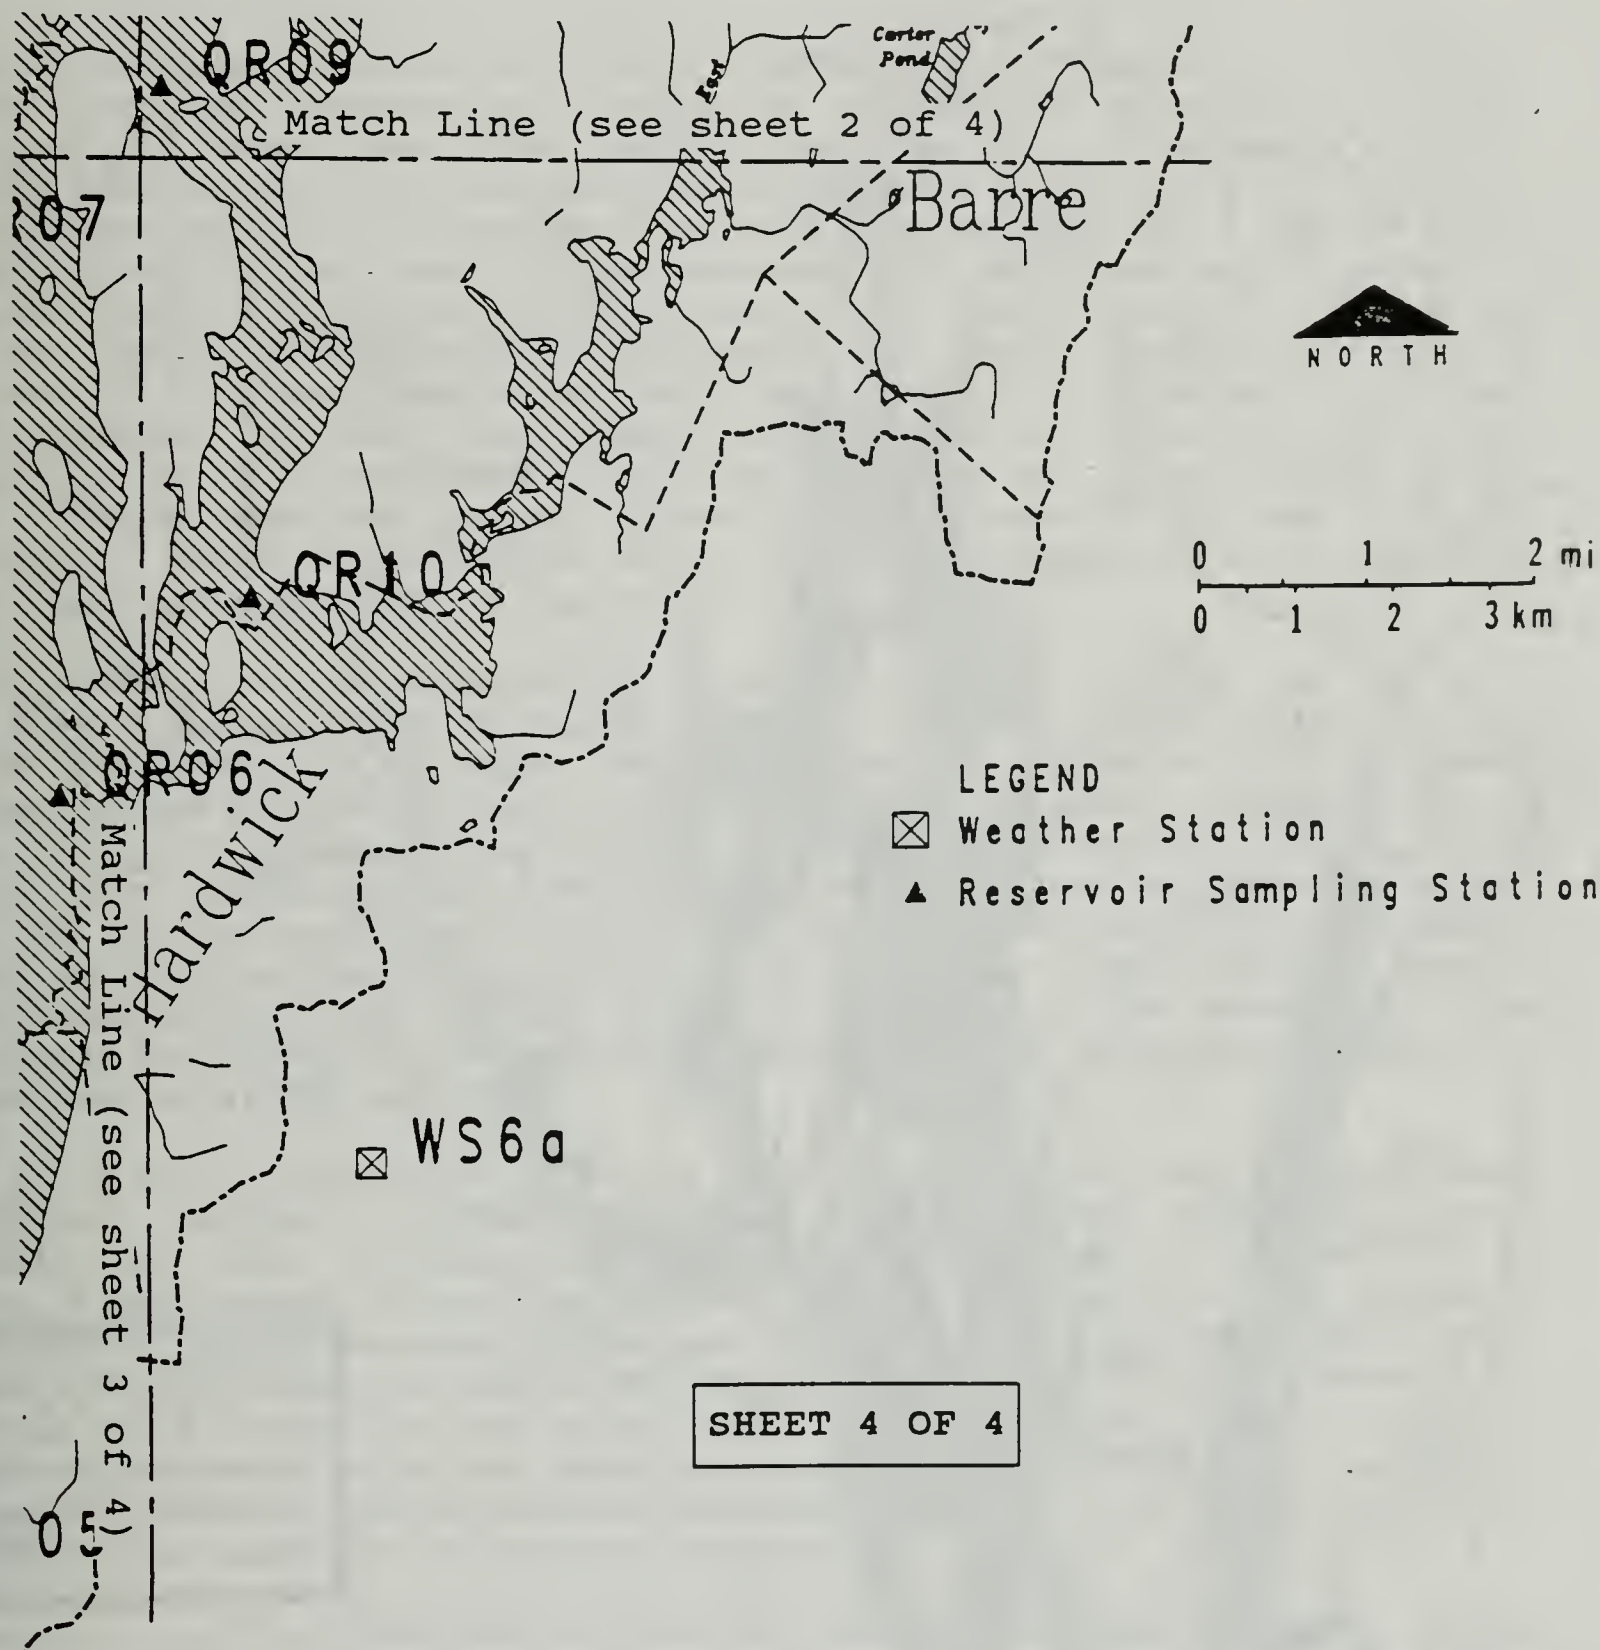 QR09
Carter
Pond
East
Match Line (see sheet 2 of 4)
07
Barre
NORTH
0 1 2 mi
0 1 2 3 km
QR10
QR06
Hardwick
LEGEND
Weather Station
Reservoir Sampling Station
Match Line (see sheet 3 of 4)
WS6a
SHEET 4 OF 4
05